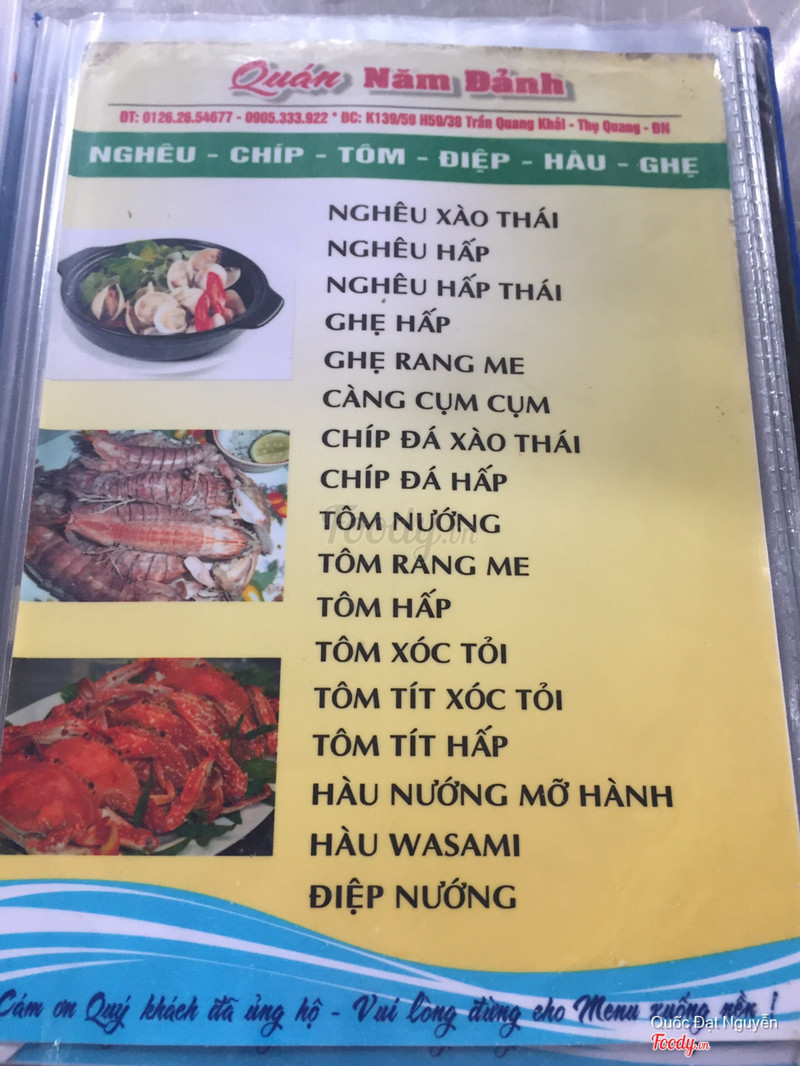 Quán Năm Đảnh
ĐT: 0126.26.54677 - 0905.333.922 * ĐC: K139/59 H59/38 Trần Quang Khải - Thọ Quang - ĐN
NGHÊU - CHÍP - TÔM - ĐIỆP - HÀU - GHẸ
NGHÊU XÀO THÁI
NGHÊU HẤP
NGHÊU HẤP THÁI
GHẸ HẤP
GHẸ RANG ME
CÀNG CỤM CỤM
CHÍP ĐÁ XÀO THÁI
CHÍP ĐÁ HẤP
TÔM NƯỚNG
TÔM RANG ME
TÔM HẤP
TÔM XÓC TỎI
TÔM TÍT XÓC TỎI
TÔM TÍT HẤP
HÀU NƯỚNG MỠ HÀNH
HÀU WASAMI
ĐIỆP NƯỚNG
Foody.vn
Cám ơn Quý khách đã ủng hộ - Vui lòng đừng cho Menu xuống nền !
Quốc Đạt Nguyễn
Foody.vn